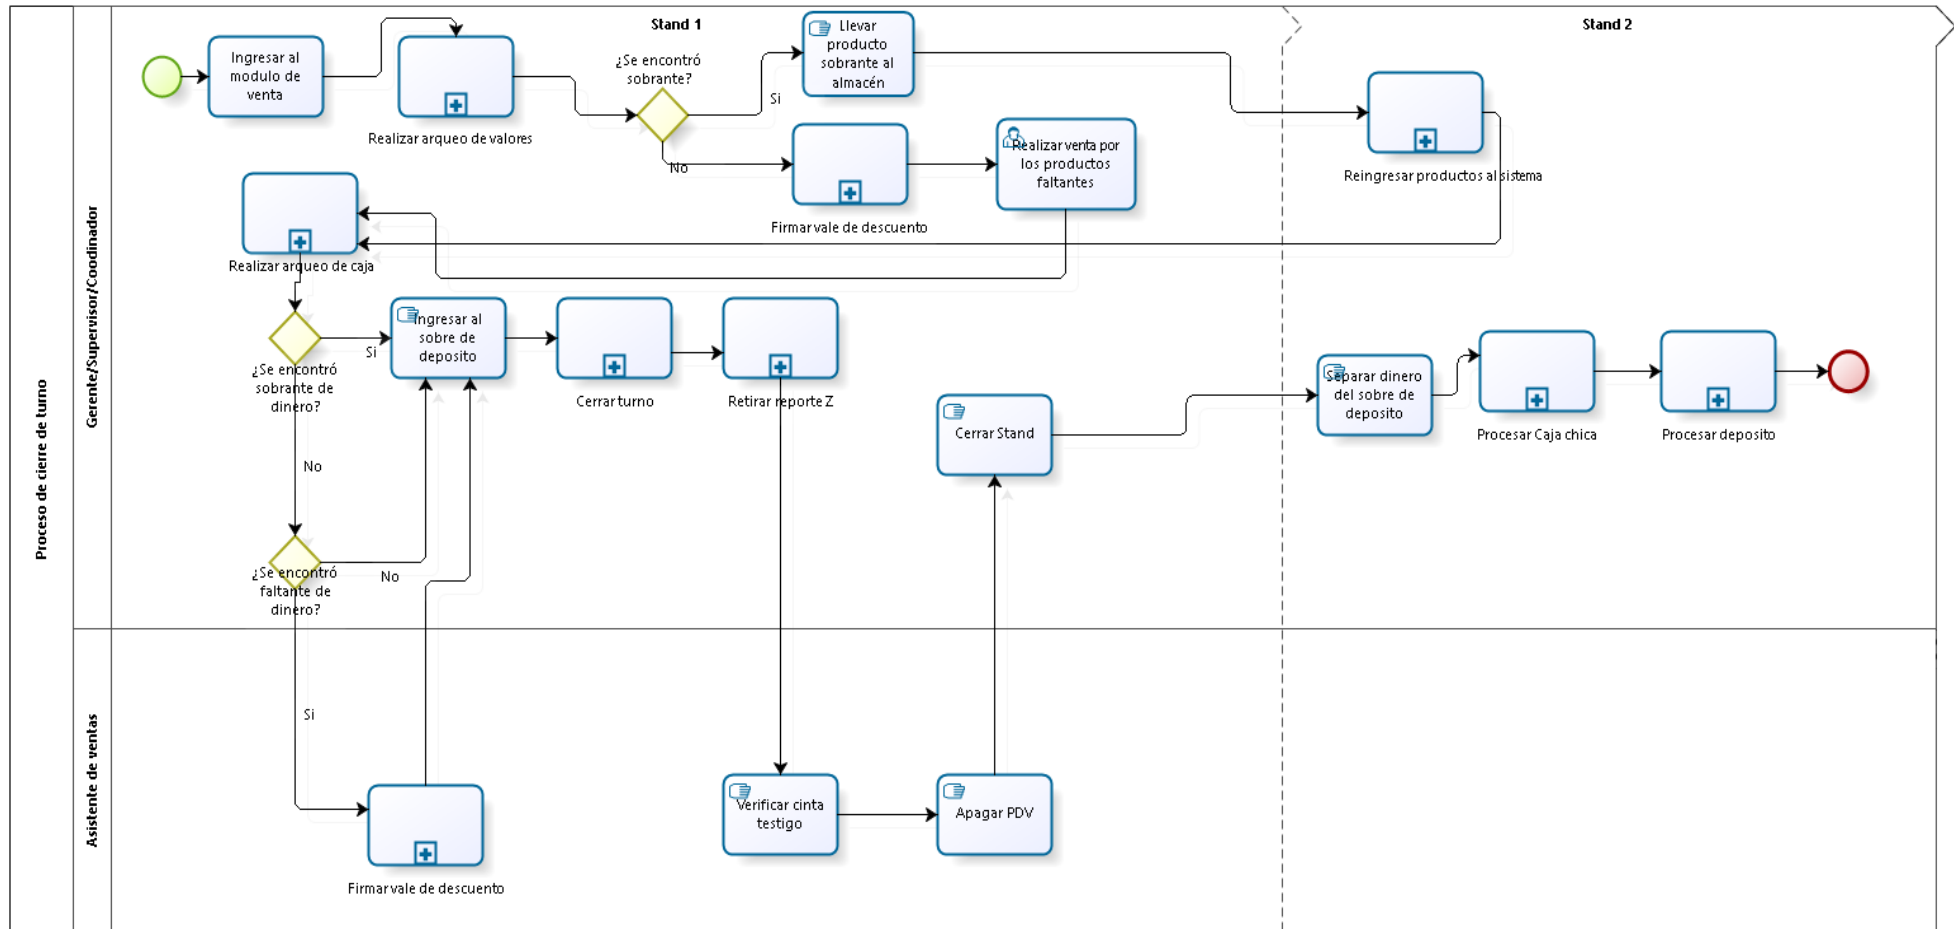 Proceso de cierre de turno
Gerente/Supervisor/Coodinador
Asistente de ventas
Stand 1
Stand 2
Ingresar al
modulo de
venta
Realizar arqueo de valores
¿Se encontró
sobrante?
Si
No
Llevar
producto
sobrante al
almacén
Firmar vale de descuento
Realizar venta por
los productos
faltantes
Reingresar productos al sistema
Realizar arqueo de caja
¿Se encontró
sobrante de
dinero?
Si
No
Ingresar al
sobre de
deposito
Cerrar turno
Retirar reporte Z
¿Se encontró
faltante de
dinero?
No
Si
Firmar vale de descuento
Verificar cinta
testigo
Apagar PDV
Cerrar Stand
Separar dinero
del sobre de
deposito
Procesar Caja chica
Procesar deposito